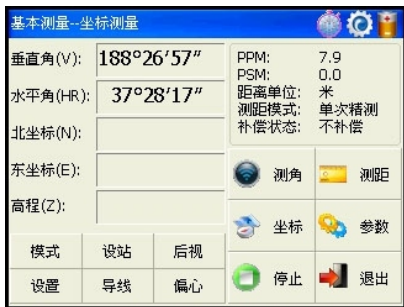 基本测量--坐标测量
垂直角(V): 188°26′57″
水平角(HR): 37°28′17″
北坐标(N):
东坐标(E):
高程(Z):
PPM: 7.9
PSM: 0.0
距离单位: 米
测距模式: 单次精测
补偿状态: 不补偿
测角 测距
坐标 参数
模式 设站 后视
设置 导线 偏心
停止 退出